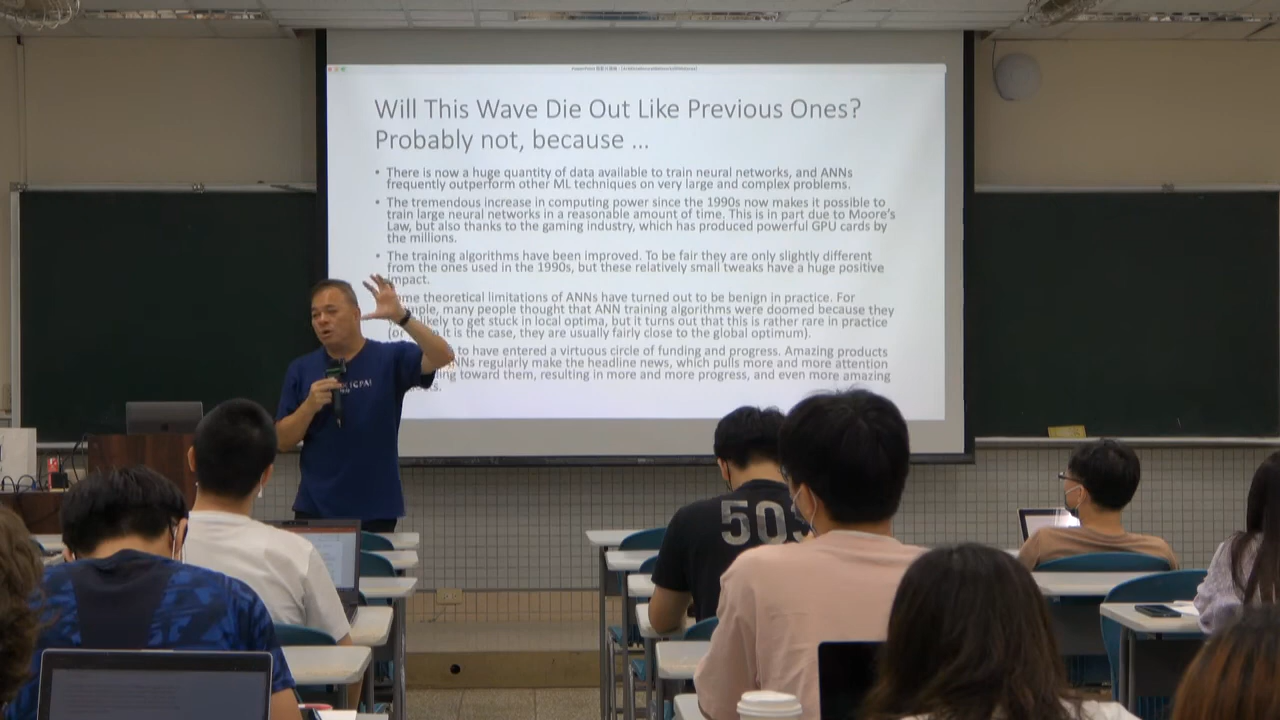 Will This Wave Die Out Like Previous Ones?
Probably not, because ...
• There is now a huge quantity of data available to train neural networks, and ANNs
frequently outperform other ML techniques on very large and complex problems.
• The tremendous increase in computing power since the 1990s now makes it possible to
train large neural networks in a reasonable amount of time. This is in part due to Moore's
Law, but also thanks to the gaming industry, which has produced powerful GPU cards by
the millions.
• The training algorithms have been improved. To be fair they are only slightly different
from the ones used in the 1990s, but these relatively small tweaks have a huge positive
impact.
theoretical limitations of ANNs have turned out to be benign in practice. For
many people thought that ANN training algorithms were doomed because they
likely to get stuck in local optima, but it turns out that this is rather rare in practice
it is the case, they are usually fairly close to the global optimum).
to have entered a virtuous circle of funding and progress. Amazing products
regularly make the headline news, which pulls more and more attention
toward them, resulting in more and more progress, and even more amazing
503